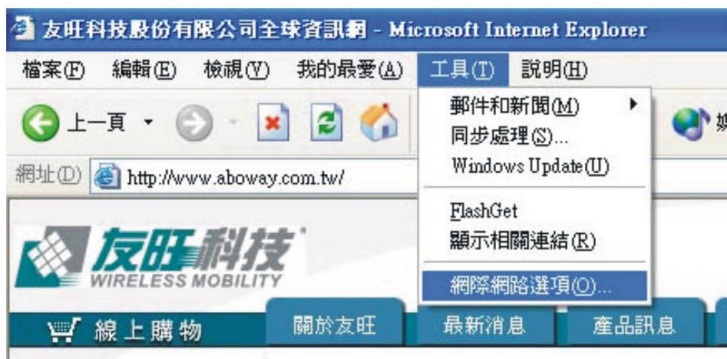 友旺科技股份有限公司全球資訊網 - Microsoft Internet Explorer
檔案(F) 編輯(E) 檢視(V) 我的最愛(A) 工具(T) 說明(H)
上一頁
郵件和新聞(M)
同步處理(S)...
Windows Update(U)
FlashGet
顯示相關連結(R)
網際網路選項(O)...
網址(D) http://www.aboway.com.tw/
友旺科技
WIRELESS MOBILITY
線上購物 關於友旺 最新消息 產品訊息